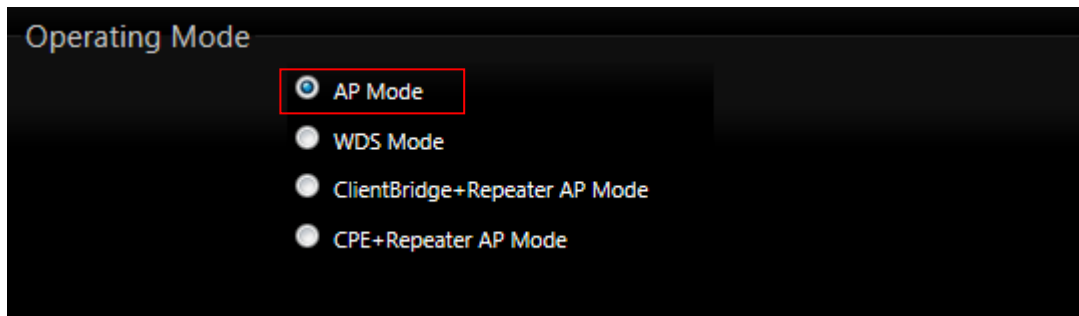 Operating Mode
AP Mode
WDS Mode
ClientBridge+Repeater AP Mode
CPE+Repeater AP Mode